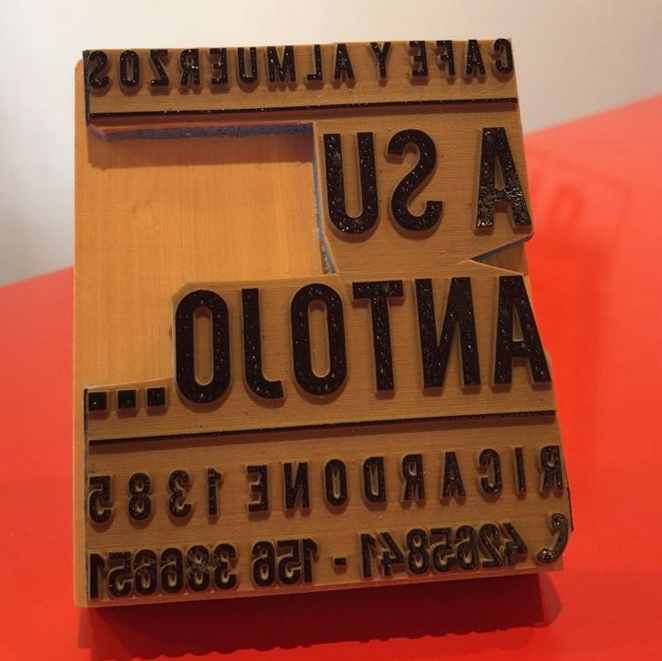 CAFE Y ALMUERZOS
A SU
ANTOJO...
RICARDONE 1385
4265841 - 156 386651